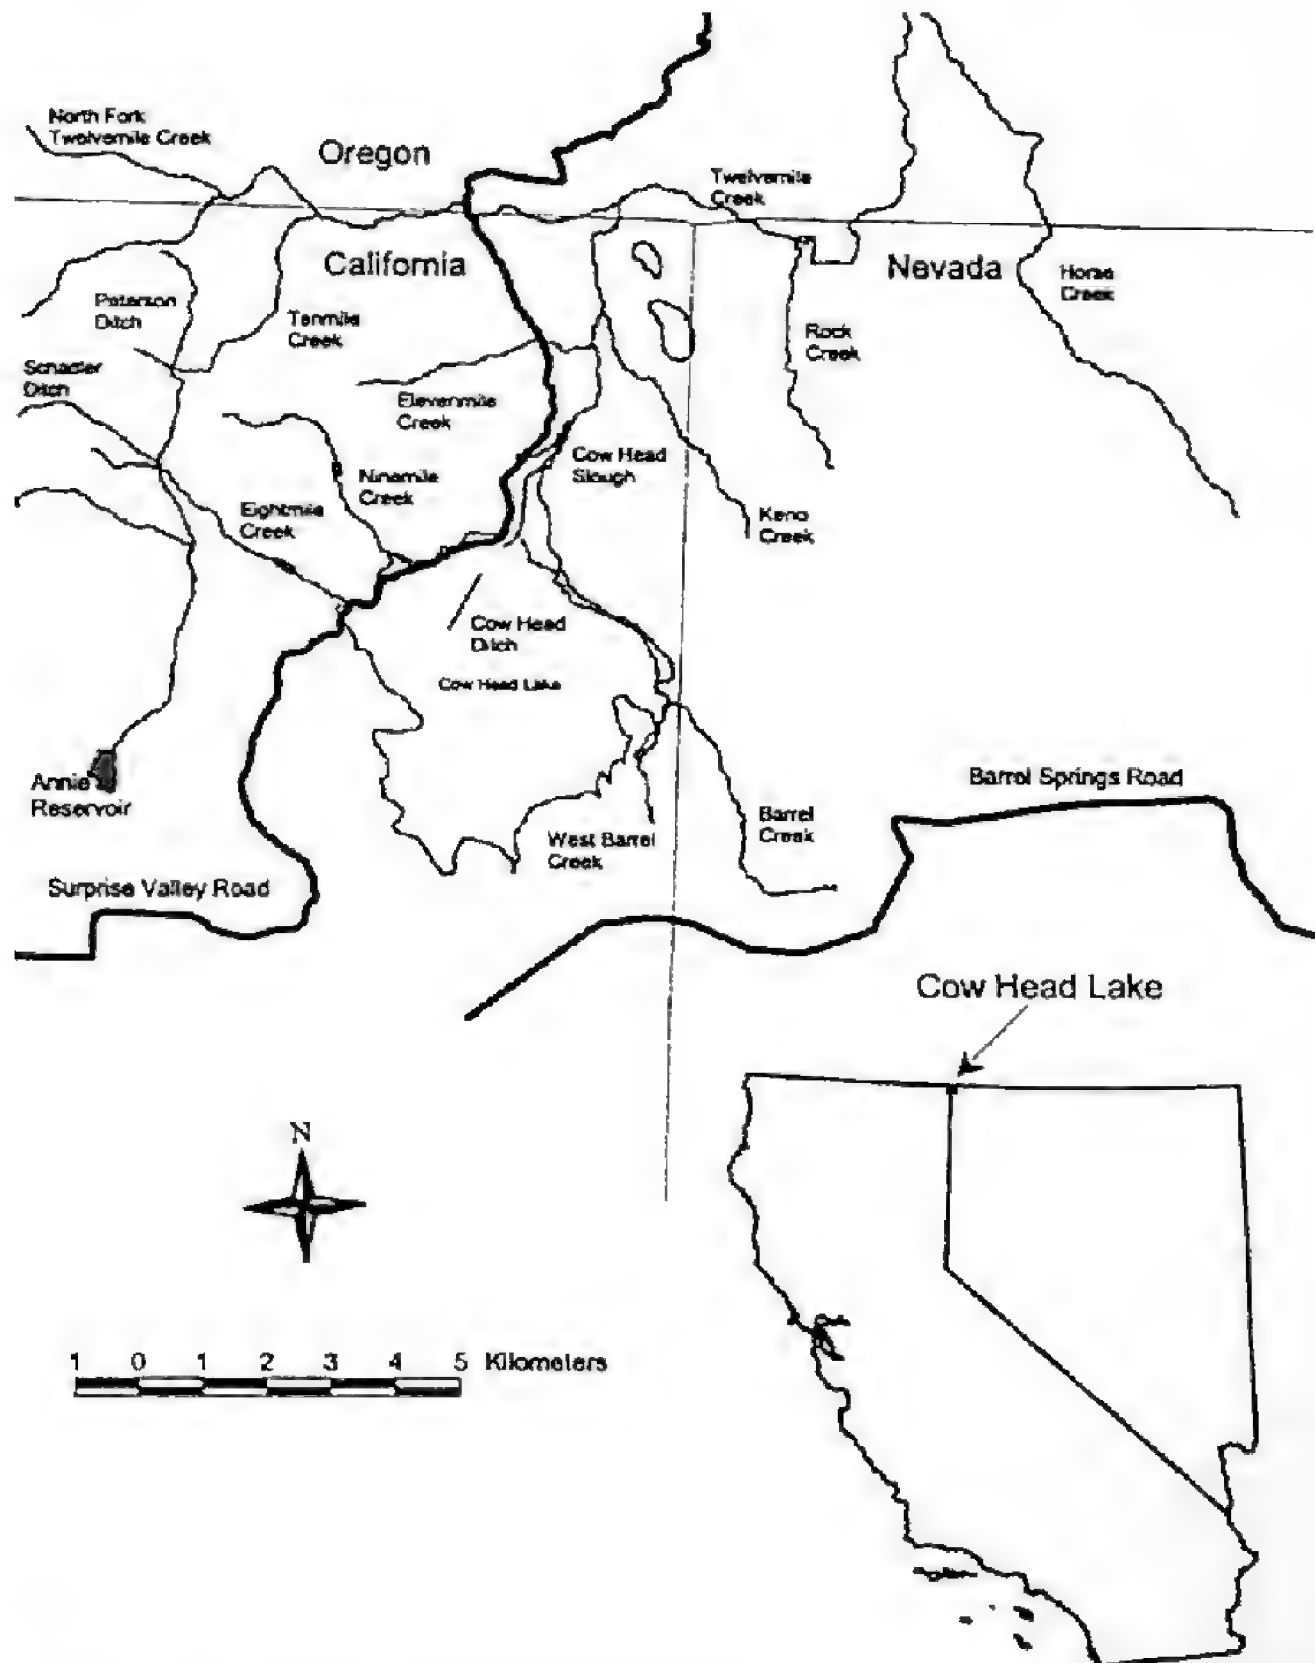 North Fork
Twelvemile Creek
Oregon
Twelvemile
Creek
California
Nevada
Horse
Creek
Paterson
Ditch
Tenmile
Creek
Rock
Creek
Schadler
Ditch
Elevenmile
Creek
Cow Head
Slough
Ninemile
Creek
Eightmile
Creek
Keno
Creek
Cow Head
Ditch
Cow Head Lake
Annie
Reservoir
Barrel Springs Road
Barrel
Creek
West Barrel
Creek
Surprise Valley Road
Cow Head Lake
N
1 0 1 2 3 4 5 Kilometers